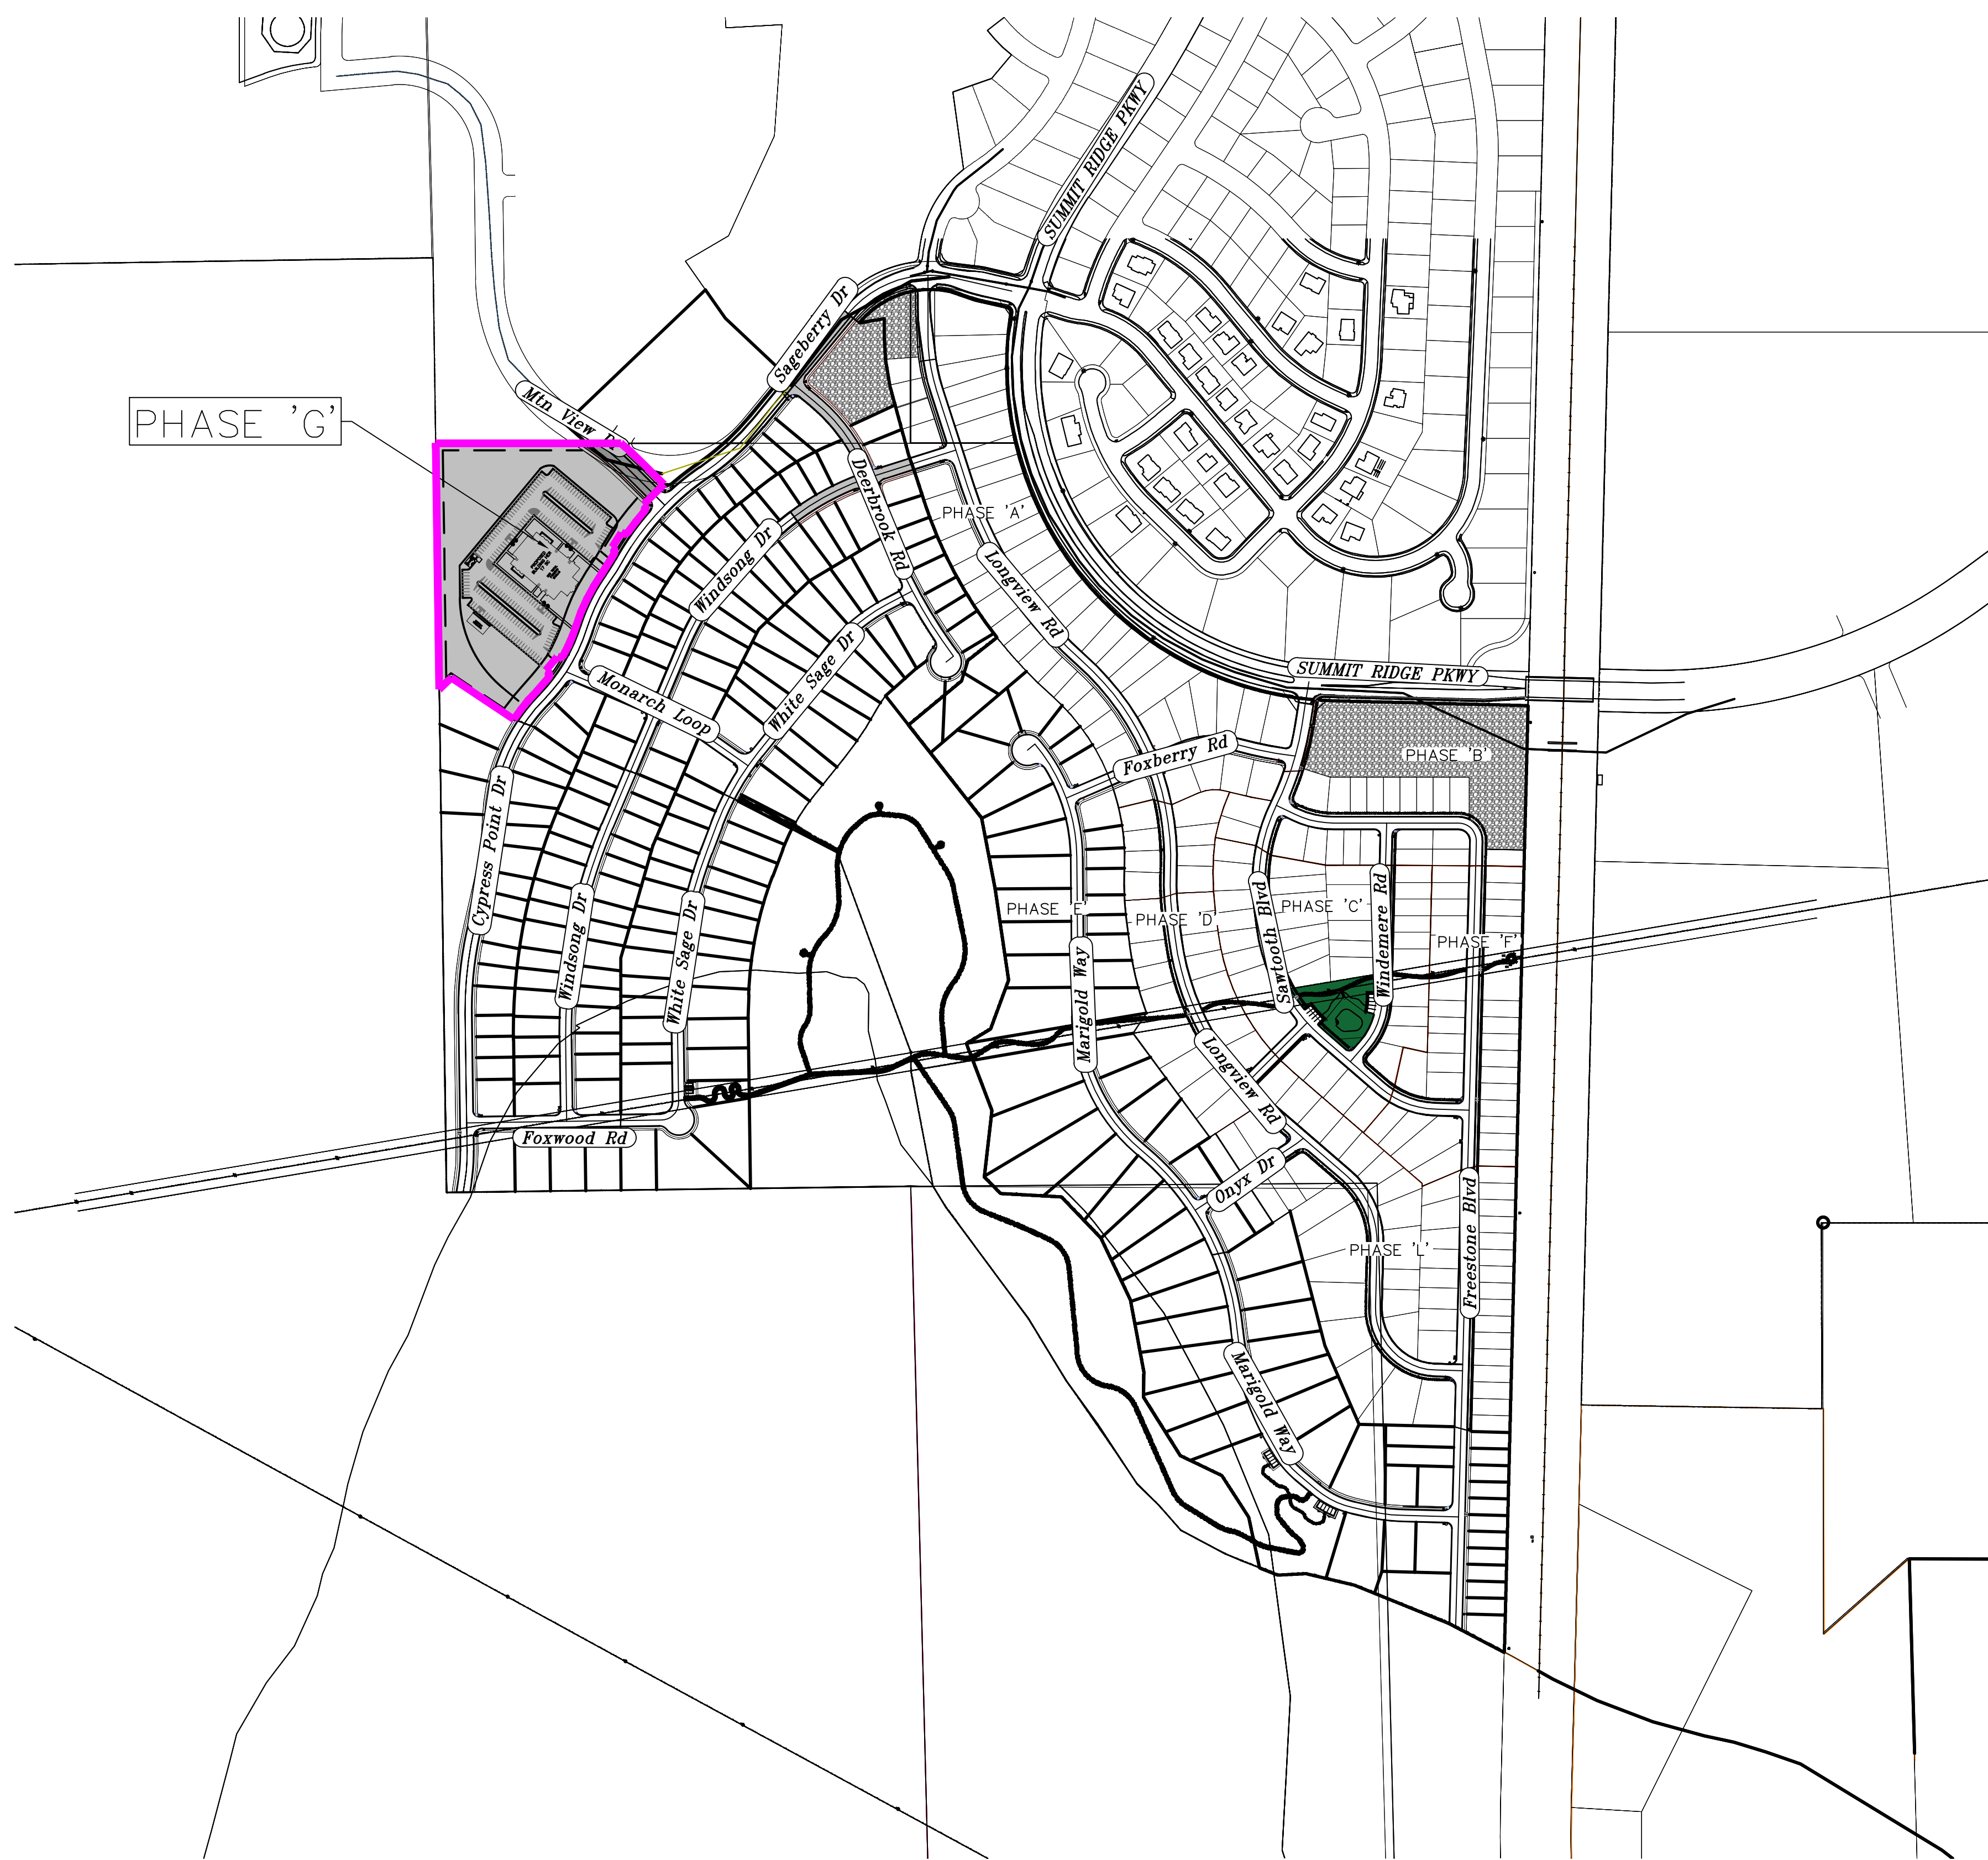 SUMMIT RIDGE PKWY
Sageberry Dr
Mtn View
PHASE 'G'
Deerbrook Rd
PHASE 'A'
Windsong Dr
Longview Rd
White Sage Dr
SUMMIT RIDGE PKWY
Monarch Loop
Foxberry Rd
PHASE 'B'
Cypress Point Dr
Windsong Dr
White Sage Dr
PHASE 'E'
PHASE 'D'
Sawtooth Blvd
PHASE 'C'
Windemere Rd
PHASE 'F'
Marigold Way
Longview Rd
Foxwood Rd
Onyx Dr
Freestone Blvd
PHASE 'L'
Marigold Way